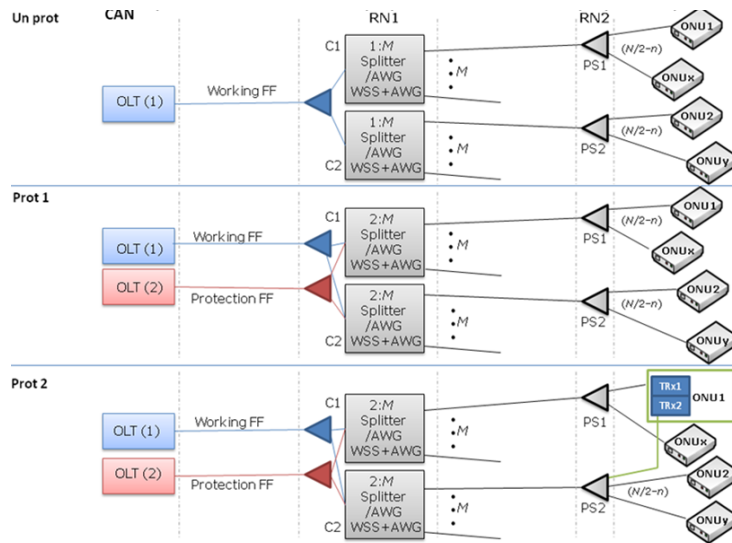 Un prot
CAN
RN1
RN2
C1
1:M
Splitter
/AWG
WSS+AWG
M
PS1
ONU1
(N/2-n)
ONUx
OLT (1)
Working FF
1:M
Splitter
/AWG
WSS+AWG
C2
M
PS2
ONU2
(N/2-n)
ONUy
Prot 1
C1
2:M
Splitter
/AWG
WSS+AWG
M
PS1
ONU1
(N/2-n)
ONUx
OLT (1)
Working FF
OLT (2)
Protection FF
2:M
Splitter
/AWG
WSS+AWG
C2
M
PS2
ONU2
(N/2-n)
ONUy
Prot 2
C1
2:M
Splitter
/AWG
WSS+AWG
M
PS1
TRx1
TRx2
ONU1
ONUx
OLT (1)
Working FF
OLT (2)
Protection FF
2:M
Splitter
/AWG
WSS+AWG
C2
M
PS2
ONU2
(N/2-n)
ONUy